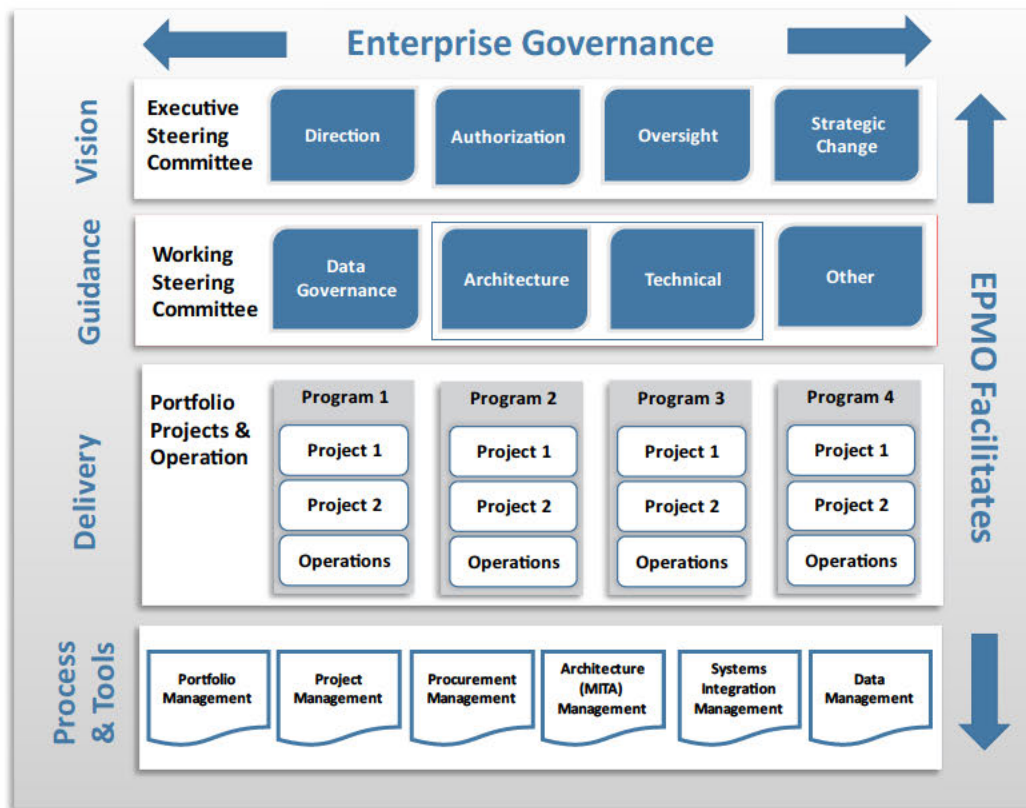 Enterprise Governance
Vision
Executive
Steering
Committee
Direction
Authorization
Oversight
Strategic
Change
Guidance
Working
Steering
Committee
Data
Governance
Architecture
Technical
Other
EPMO Facilitates
Delivery
Portfolio
Projects &
Operation
Program 1
Project 1
Project 2
Operations
Program 2
Project 1
Project 2
Operations
Program 3
Project 1
Project 2
Operations
Program 4
Project 1
Project 2
Operations
Process
& Tools
Portfolio
Management
Project
Management
Procurement
Management
Architecture
(MITA)
Management
Systems
Integration
Management
Data
Management